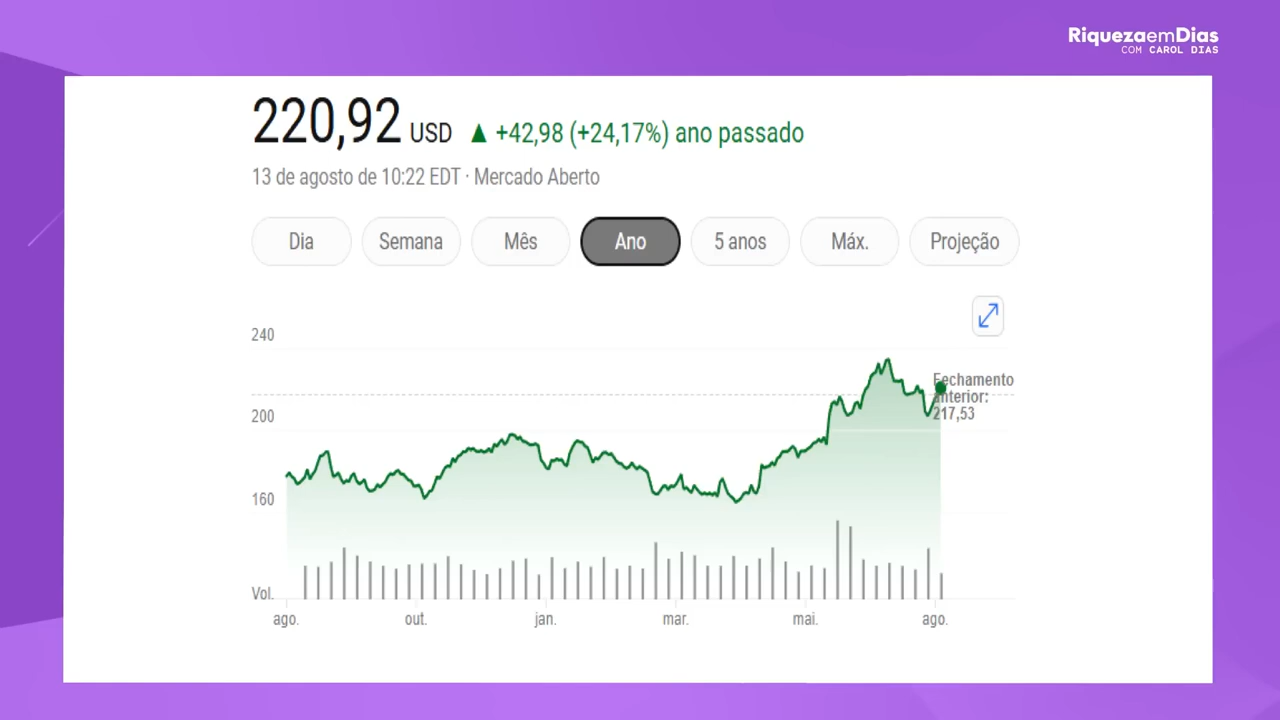 RiquezaemDias
COM CAROL DIAS
220,92 USD ▲ +42,98 (+24,17%) ano passado
13 de agosto de 10:22 EDT · Mercado Aberto
Dia Semana Mês Ano 5 anos Máx. Projeção
240
Fechamento
anterior:
217,53
200
160
Vol.
ago. out. jan. mar. mai. ago.